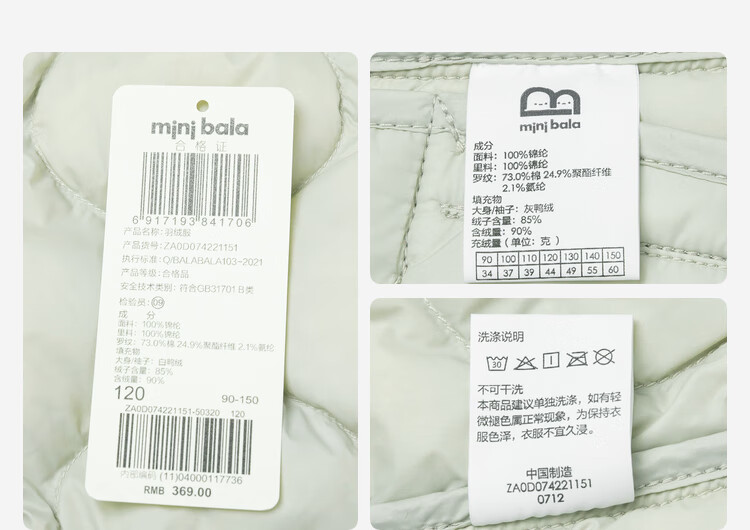 mini bala
合格证
6 917193 841706
产品名称: 羽绒服
产品货号: ZA0D074221151
执行标准: Q/BALABALA103-2021
产品等级: 合格品
安全技术类别: 符合GB31701 B类
检验员: 09
成 分
面料: 100%锦纶
里料: 100%锦纶
罗纹: 73.0%棉 24.9%聚酯纤维 2.1%氨纶
填充物
大身/袖子: 白鸭绒
绒子含量: 85%
含绒量: 90%
120 90-150
ZA0D074221151-50320 120
内部编码 (11)04000117736
RMB 369.00
mini bala
成分
面料: 100%锦纶
里料: 100%锦纶
罗纹: 73.0%棉 24.9%聚酯纤维
2.1%氨纶
填充物
大身/袖子: 灰鸭绒
绒子含量: 85%
含绒量: 90%
充绒量 (单位: 克)
90 100 110 120 130 140 150
34 37 39 44 49 55 60
洗涤说明
30
不可干洗
本商品建议单独洗涤, 如有轻
微褪色属正常现象, 为保持衣
服色泽, 衣服不宜久浸。
中国制造
ZA0D074221151
0712